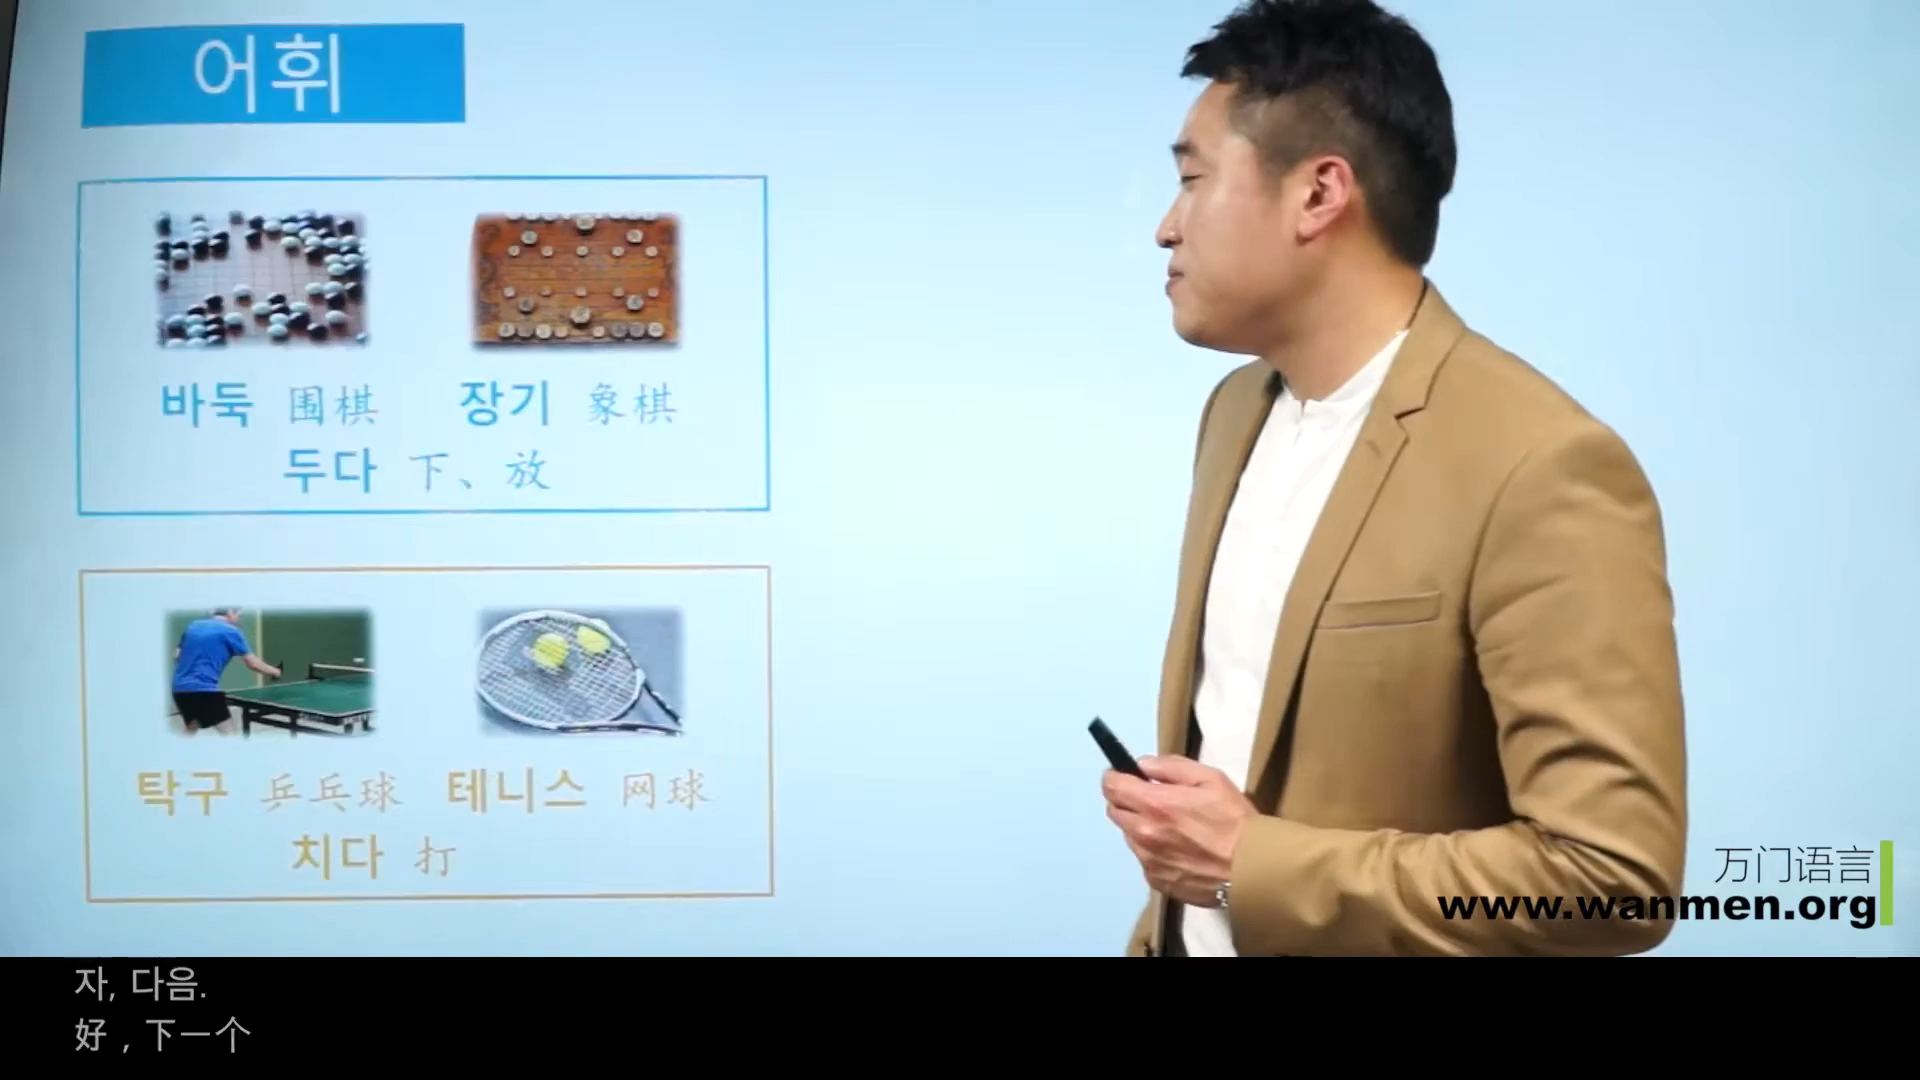 어휘
바둑 围棋 장기 象棋
두다 下、放
탁구 乒乓球 테니스 网球
치다 打
万门语言
www.wanmen.org
자, 다음.
好，下一个